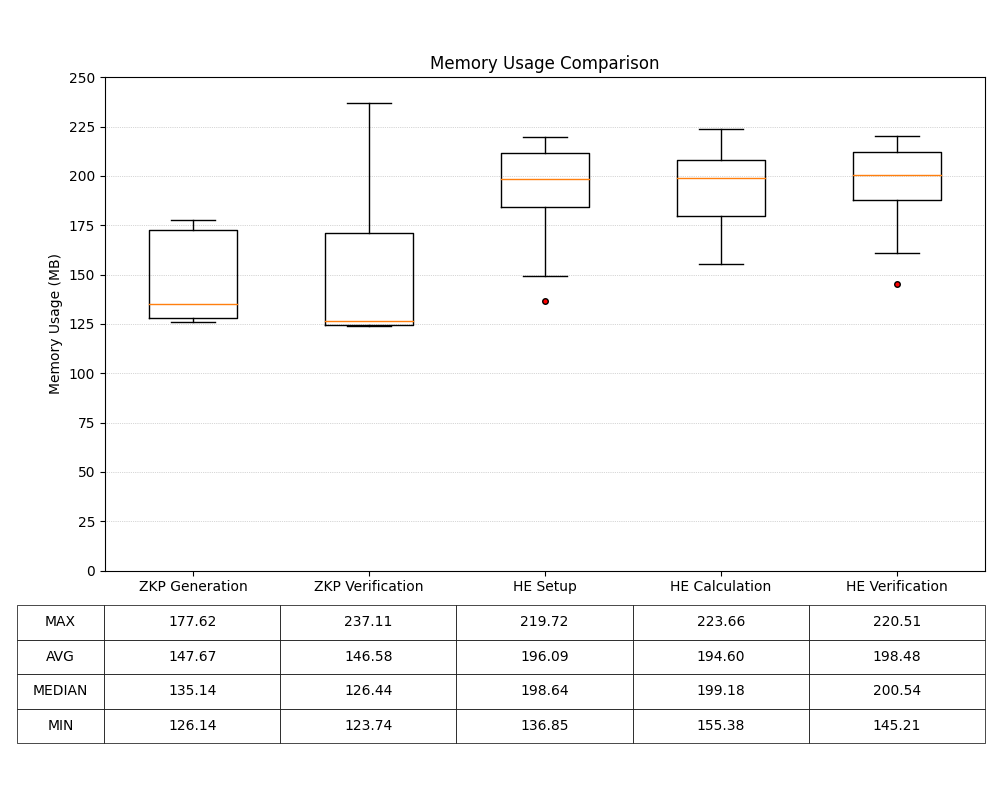 Memory Usage Comparison
Memory Usage (MB)
250
225
200
175
150
125
100
75
50
25
0
ZKP Generation ZKP Verification HE Setup HE Calculation HE Verification
MAX 177.62 237.11 219.72 223.66 220.51
AVG 147.67 146.58 196.09 194.60 198.48
MEDIAN 135.14 126.44 198.64 199.18 200.54
MIN 126.14 123.74 136.85 155.38 145.21